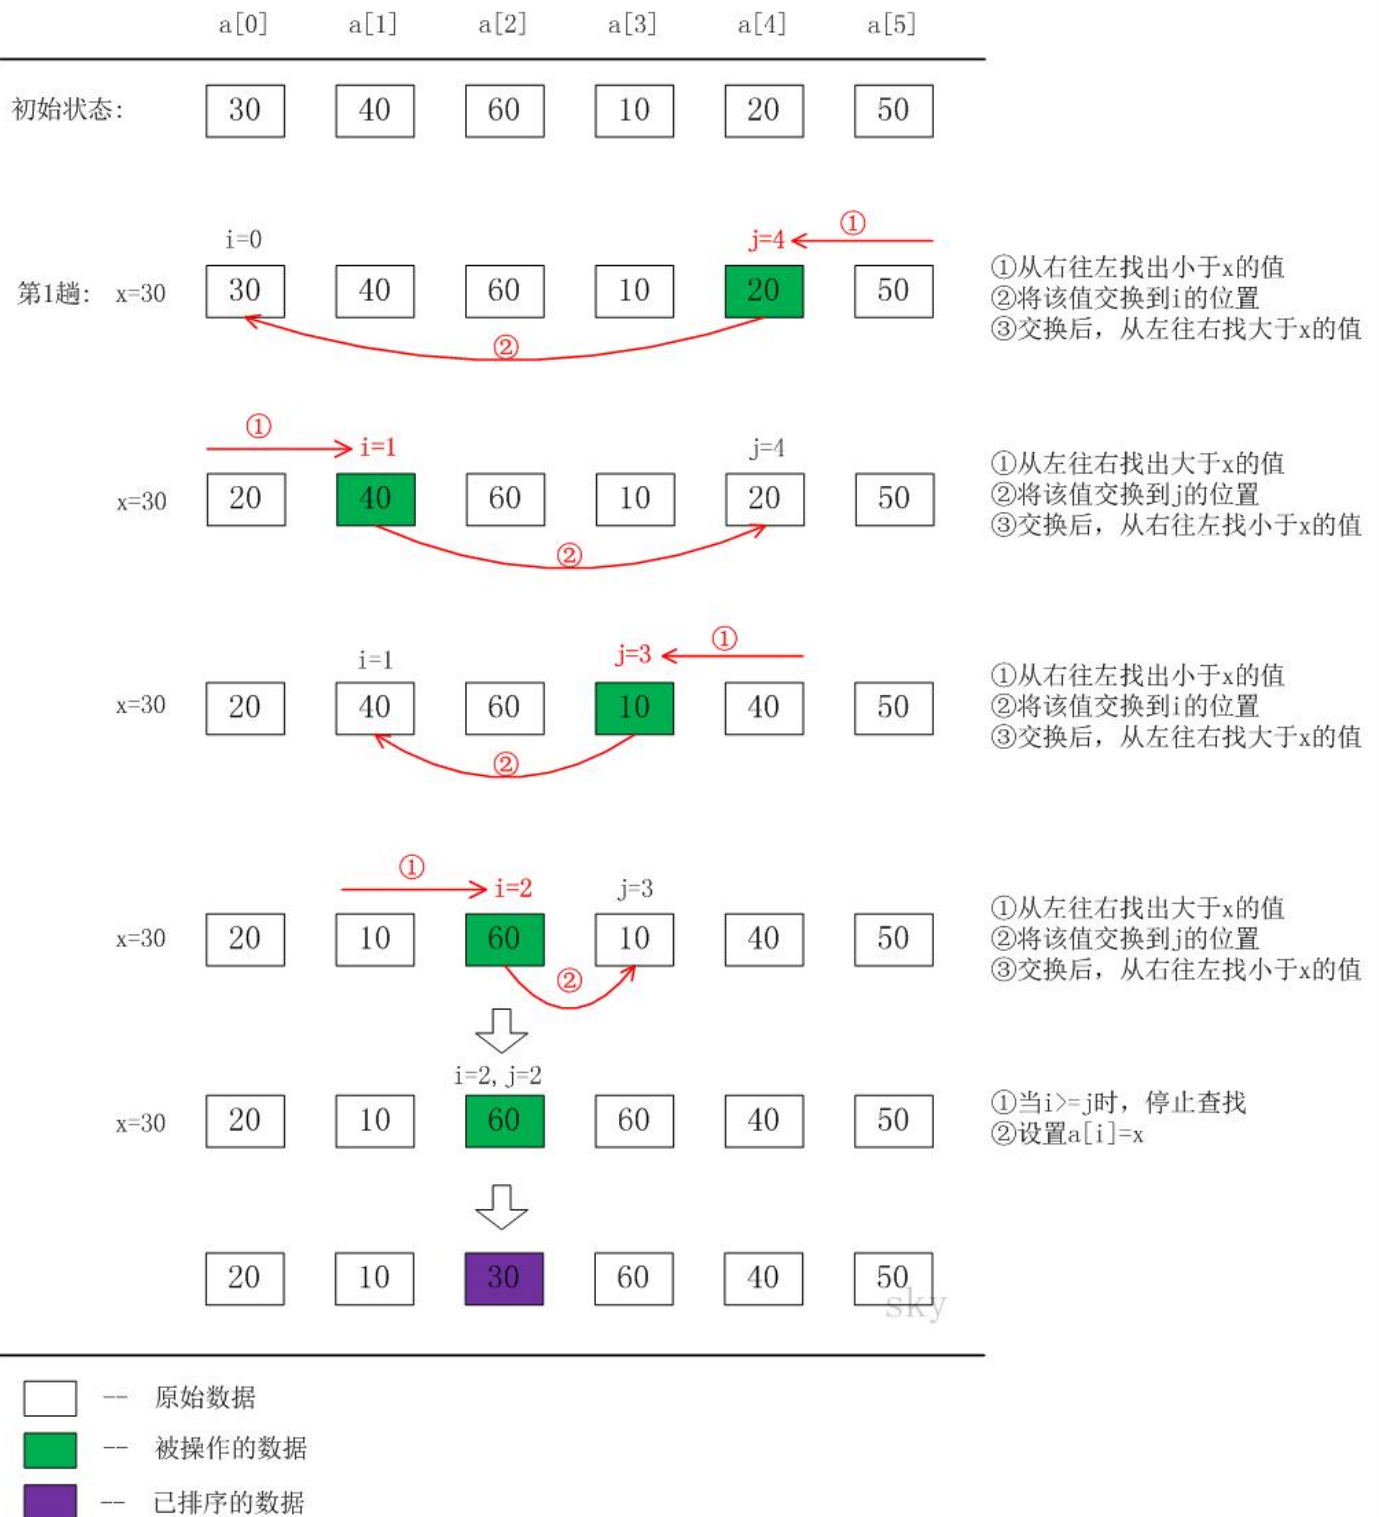 a[0] a[1] a[2] a[3] a[4] a[5]
初始状态: 30 40 60 10 20 50
i=0 j=4 ①
第1趟: x=30 30 40 60 10 20 50
②
①从右往左找出小于x的值
②将该值交换到i的位置
③交换后，从左往右找大于x的值
① i=1 j=4
x=30 20 40 60 10 20 50
②
①从左往右找出大于x的值
②将该值交换到j的位置
③交换后，从右往左找小于x的值
i=1 j=3 ①
x=30 20 40 60 10 40 50
②
①从右往左找出小于x的值
②将该值交换到i的位置
③交换后，从左往右找大于x的值
① i=2 j=3
x=30 20 10 60 10 40 50
②
①从左往右找出大于x的值
②将该值交换到j的位置
③交换后，从右往左找小于x的值
i=2, j=2
x=30 20 10 60 60 40 50
①当i>=j时，停止查找
②设置a[i]=x
20 10 30 60 40 50
sky
-- 原始数据
-- 被操作的数据
-- 已排序的数据